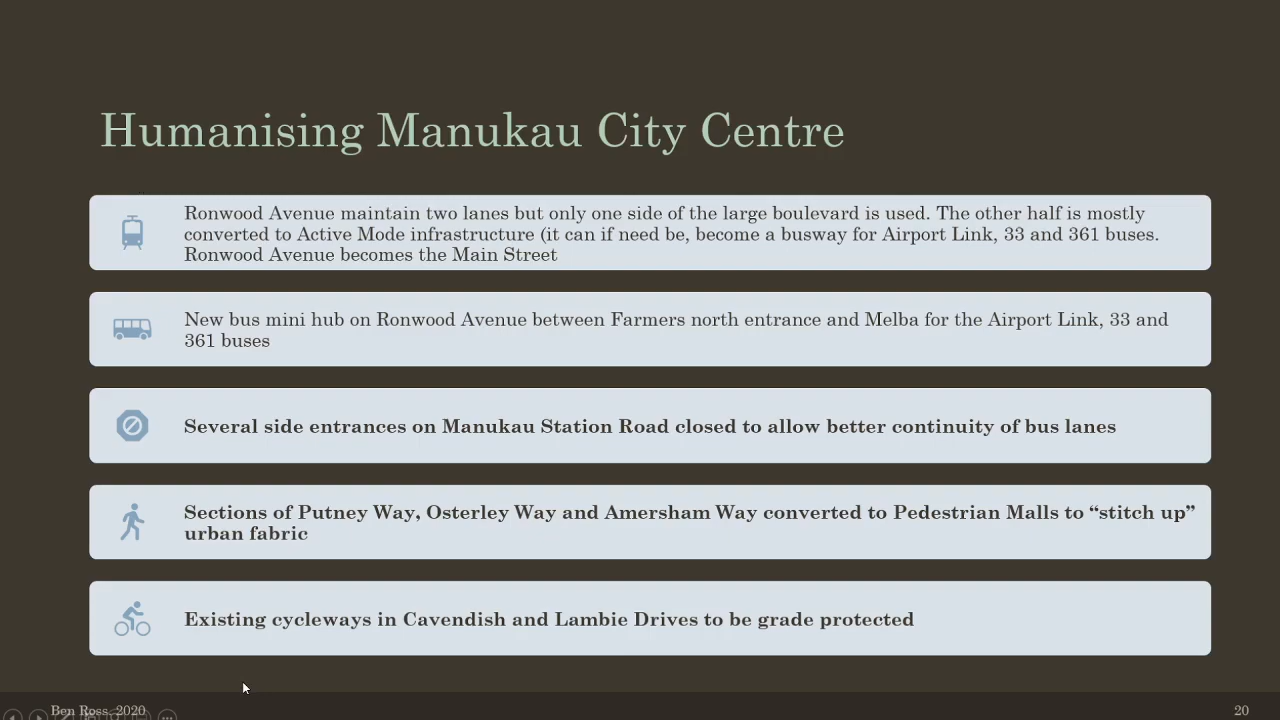 Humanising Manukau City Centre
Ronwood Avenue maintain two lanes but only one side of the large boulevard is used. The other half is mostly
converted to Active Mode infrastructure (it can if need be, become a busway for Airport Link, 33 and 361 buses.
Ronwood Avenue becomes the Main Street
New bus mini hub on Ronwood Avenue between Farmers north entrance and Melba for the Airport Link, 33 and
361 buses
Several side entrances on Manukau Station Road closed to allow better continuity of bus lanes
Sections of Putney Way, Osterley Way and Amersham Way converted to Pedestrian Malls to “stitch up”
urban fabric
Existing cycleways in Cavendish and Lambie Drives to be grade protected
Ben Ross, 2020
20